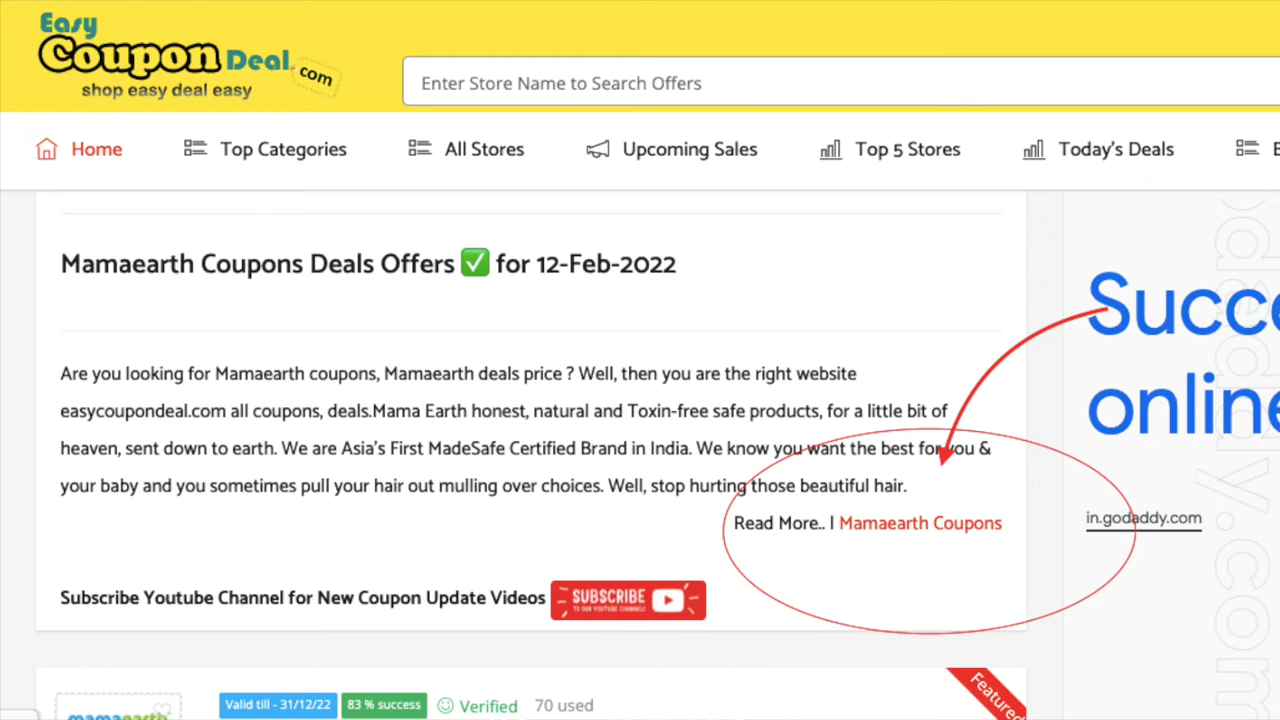 Easy
Coupon Deal.com
shop easy deal easy
Enter Store Name to Search Offers
Home Top Categories All Stores Upcoming Sales Top 5 Stores Today's Deals
Mamaearth Coupons Deals Offers ✅ for 12-Feb-2022
Are you looking for Mamaearth coupons, Mamaearth deals price ? Well, then you are the right website
easycoupondeal.com all coupons, deals.Mama Earth honest, natural and Toxin-free safe products, for a little bit of
heaven, sent down to earth. We are Asia's First MadeSafe Certified Brand in India. We know you want the best for you &
your baby and you sometimes pull your hair out mulling over choices. Well, stop hurting those beautiful hair.
Read More.. | Mamaearth Coupons
Succe
online
in.godaddy.com
godaddy.com
Subscribe Youtube Channel for New Coupon Update Videos SUBSCRIBE
TO OUR YOUTUBE CHANNEL!
Valid till - 31/12/22 83 % success Verified 70 used
Featured
mamaearth